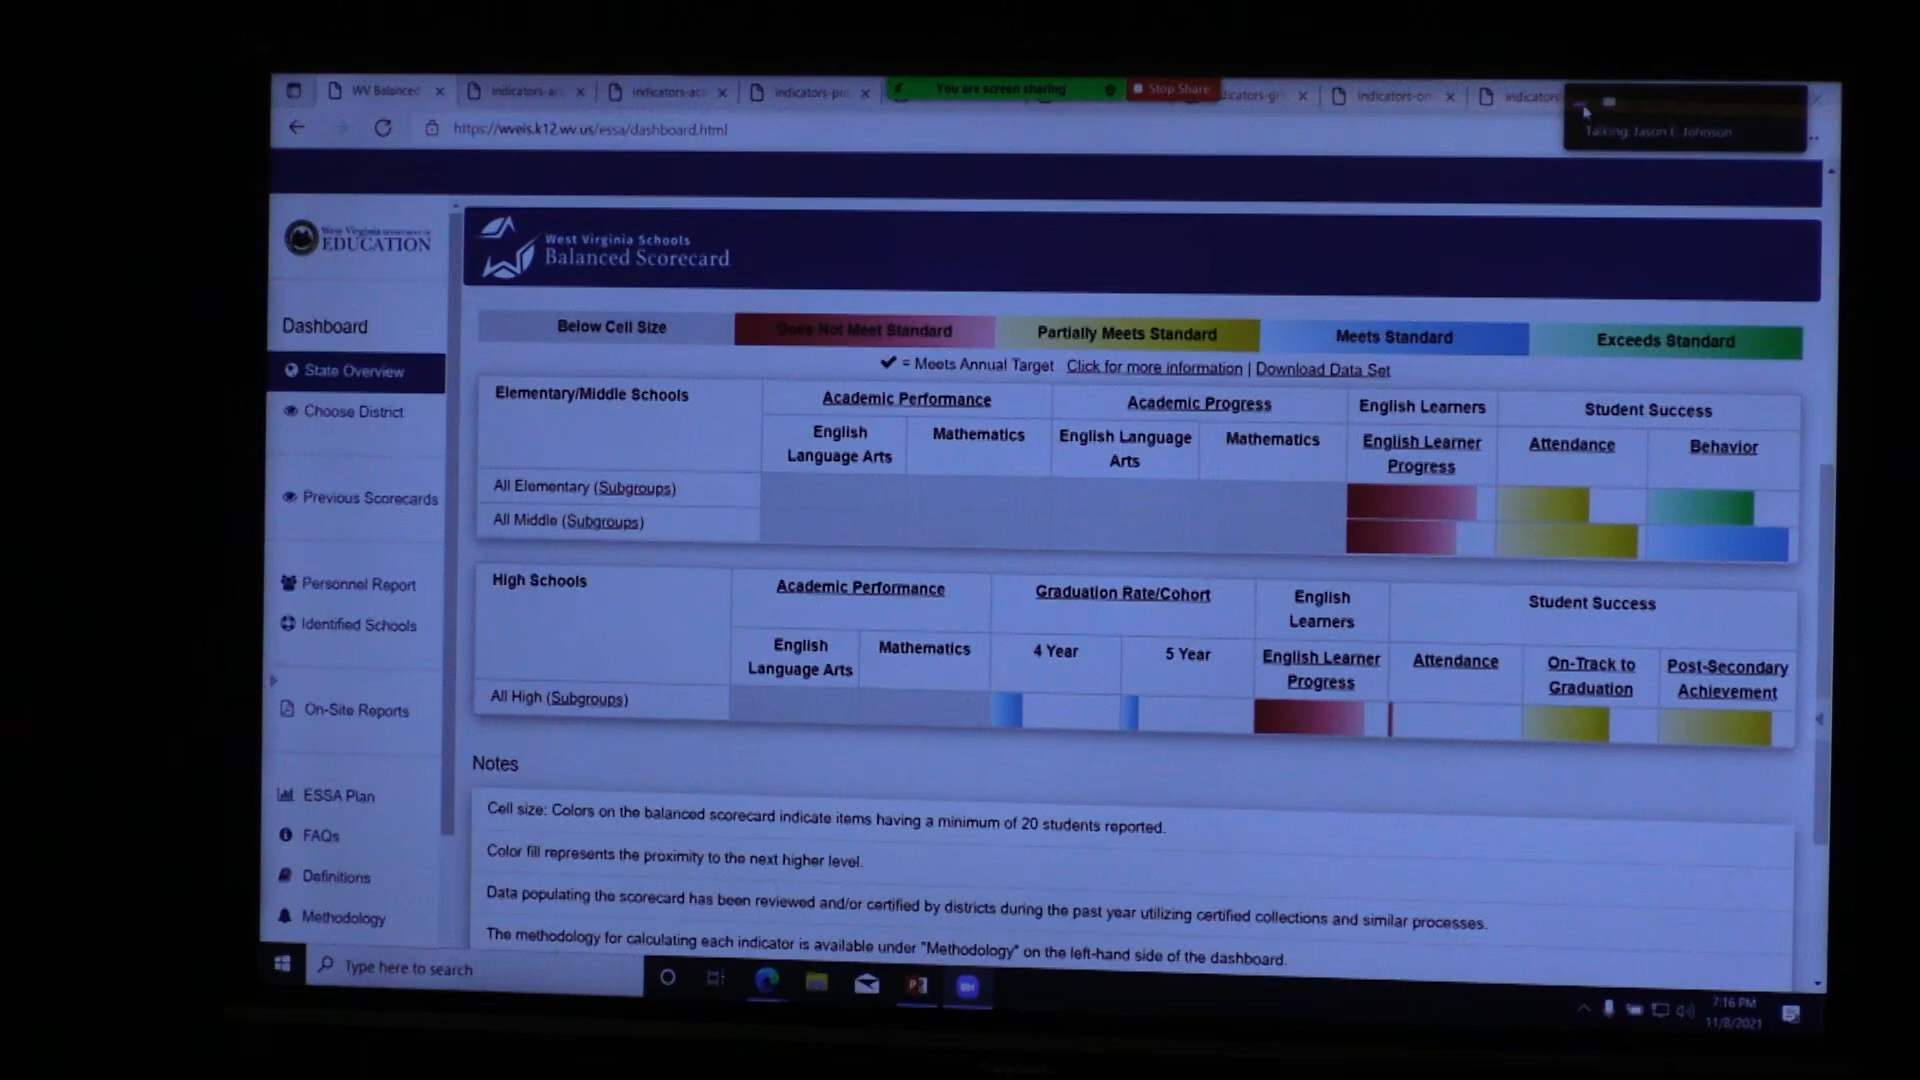 WV Balanced
indicators-ac
indicators-aca
indicators-pro
You are screen sharing
Stop Share
dicators-gr
indicators-on
indicators
https://wveis.k12.wv.us/essa/dashboard.html
Talking: Jason E. Johnson
West Virginia DEPARTMENT OF
EDUCATION
West Virginia Schools
Balanced Scorecard
Dashboard
State Overview
Choose District
Previous Scorecards
Personnel Report
Identified Schools
On-Site Reports
ESSA Plan
FAQs
Definitions
Methodology
Below Cell Size
Does Not Meet Standard
Partially Meets Standard
Meets Standard
Exceeds Standard
✔ = Meets Annual Target Click for more information | Download Data Set
Elementary/Middle Schools
Academic Performance
Academic Progress
English Learners
Student Success
English
Language Arts
Mathematics
English Language
Arts
Mathematics
English Learner
Progress
Attendance
Behavior
All Elementary (Subgroups)
All Middle (Subgroups)
High Schools
Academic Performance
Graduation Rate/Cohort
English
Learners
Student Success
English
Language Arts
Mathematics
4 Year
5 Year
English Learner
Progress
Attendance
On-Track to
Graduation
Post-Secondary
Achievement
All High (Subgroups)
Notes
Cell size: Colors on the balanced scorecard indicate items having a minimum of 20 students reported.
Color fill represents the proximity to the next higher level.
Data populating the scorecard has been reviewed and/or certified by districts during the past year utilizing certified collections and similar processes.
The methodology for calculating each indicator is available under "Methodology" on the left-hand side of the dashboard.
Type here to search
7:16 PM
11/8/2021